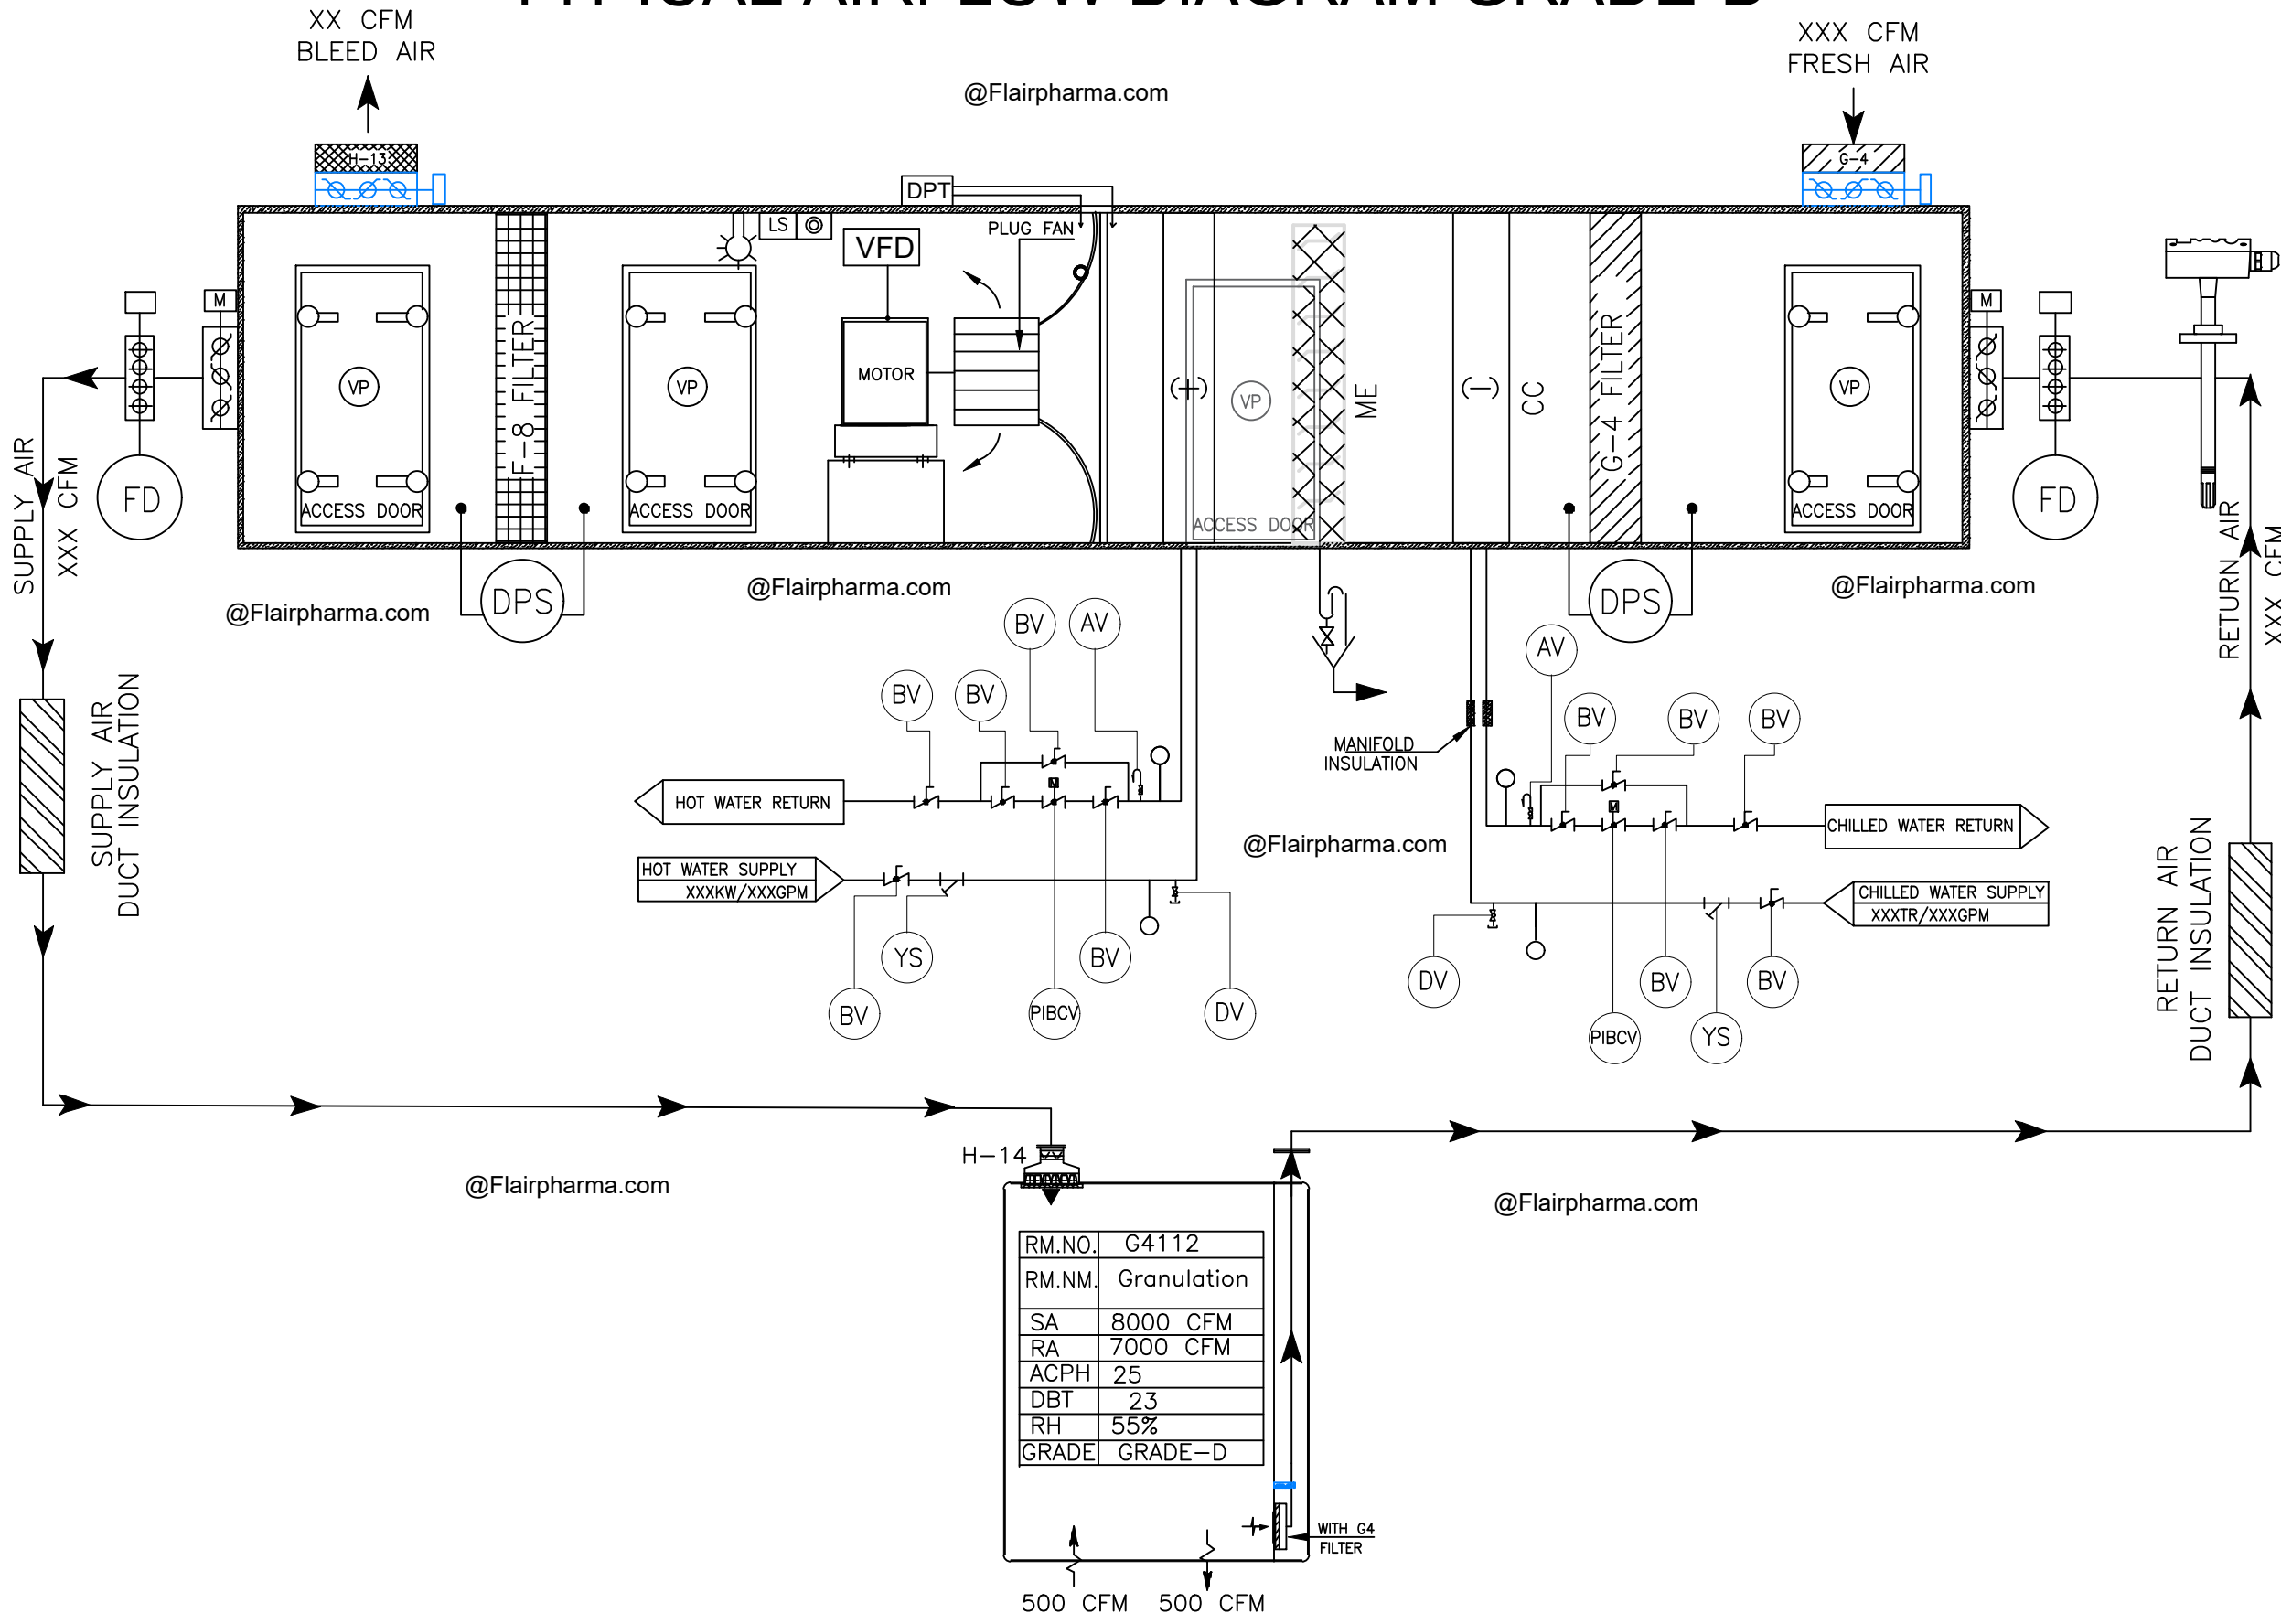 TYPICAL AIRFLOW DIAGRAM GRADE-D
XX CFM
BLEED AIR
XXX CFM
FRESH AIR
@Flairpharma.com
H-13
G-4
DPT
LS
PLUG FAN
VFD
M
M
F-8 FILTER
MOTOR
VP
VP
VP
VP
(+)
ME
(-)
CC
G-4 FILTER
FD
FD
ACCESS DOOR
ACCESS DOOR
ACCESS DOOR
ACCESS DOOR
SUPPLY AIR
XXX CFM
RETURN AIR
XXX CFM
DPS
DPS
@Flairpharma.com
@Flairpharma.com
@Flairpharma.com
BV
AV
AV
BV
BV
BV
BV
BV
SUPPLY AIR
DUCT INSULATION
MANIFOLD
INSULATION
M
M
HOT WATER RETURN
CHILLED WATER RETURN
@Flairpharma.com
HOT WATER SUPPLY
XXXKW/XXXGPM
CHILLED WATER SUPPLY
XXXTR/XXXGPM
RETURN AIR
DUCT INSULATION
YS
BV
DV
BV
BV
BV
PIBCV
DV
PIBCV
YS
H-14
@Flairpharma.com
@Flairpharma.com
RM.NO. G4112
RM.NM. Granulation
SA 8000 CFM
RA 7000 CFM
ACPH 25
DBT 23
RH 55%
GRADE GRADE-D
WITH G4
FILTER
500 CFM 500 CFM